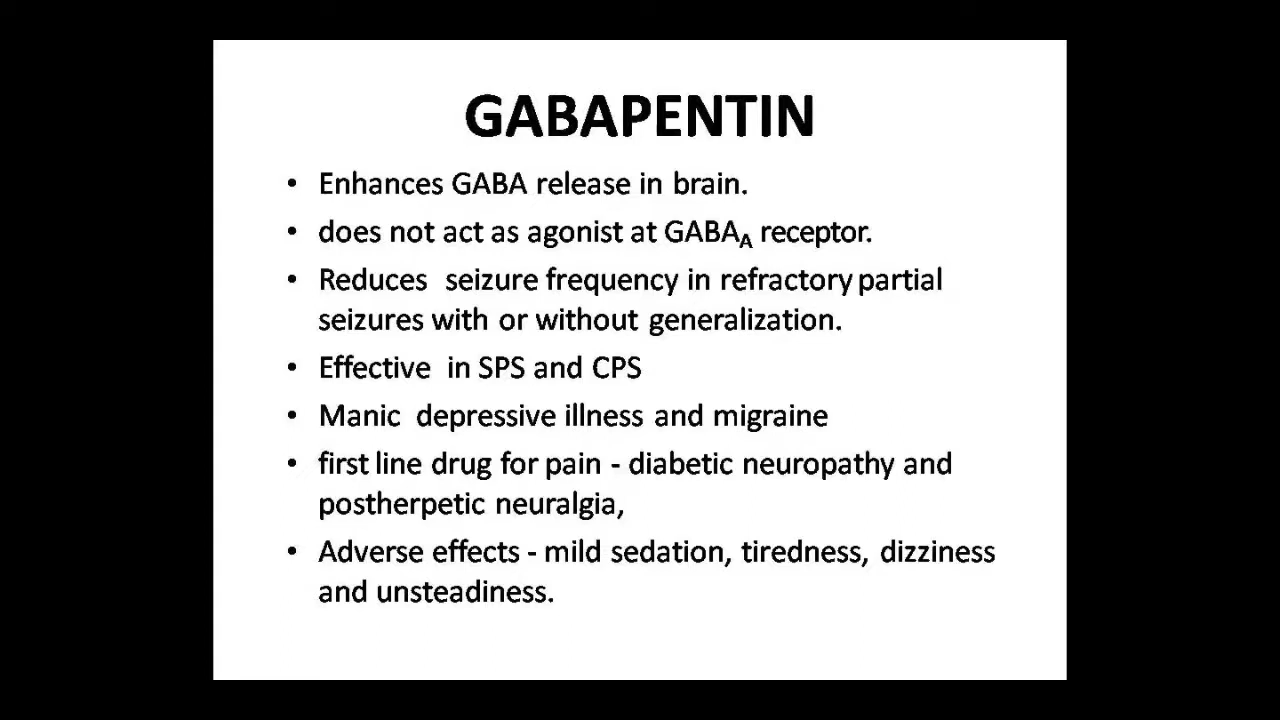 GABAPENTIN
• Enhances GABA release in brain.
• does not act as agonist at GABAA receptor.
• Reduces seizure frequency in refractory partial
seizures with or without generalization.
• Effective in SPS and CPS
• Manic depressive illness and migraine
• first line drug for pain - diabetic neuropathy and
postherpetic neuralgia,
• Adverse effects - mild sedation, tiredness, dizziness
and unsteadiness.